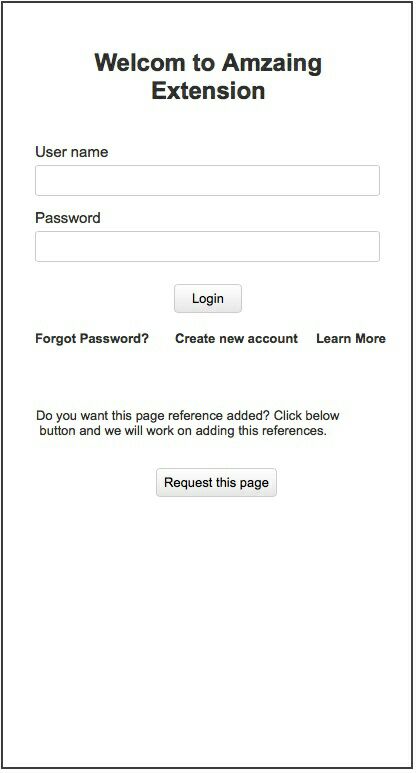 Welcom to Amzaing
Extension
User name
Password
Login
Forgot Password? Create new account Learn More
Do you want this page reference added? Click below
button and we will work on adding this references.
Request this page